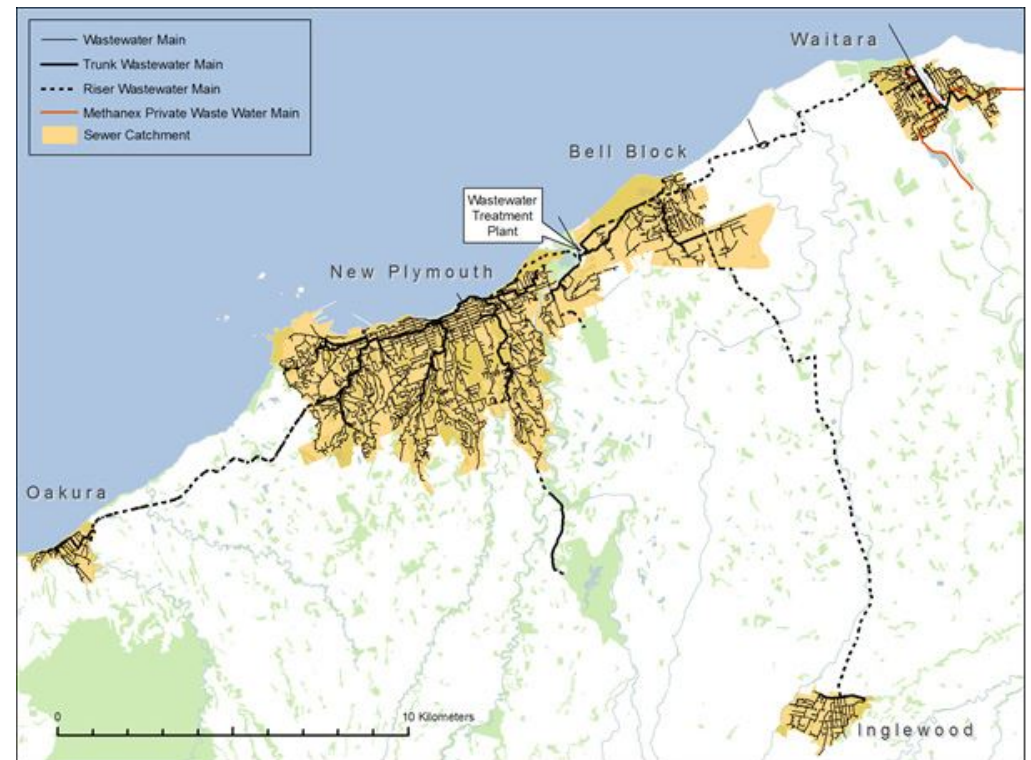 Wastewater Main
Trunk Wastewater Main
Riser Wastewater Main
Methanex Private Waste Water Main
Sewer Catchment
Waitara
Bell Block
Wastewater
Treatment
Plant
New Plymouth
Oakura
0
10 Kilometers
Inglewood